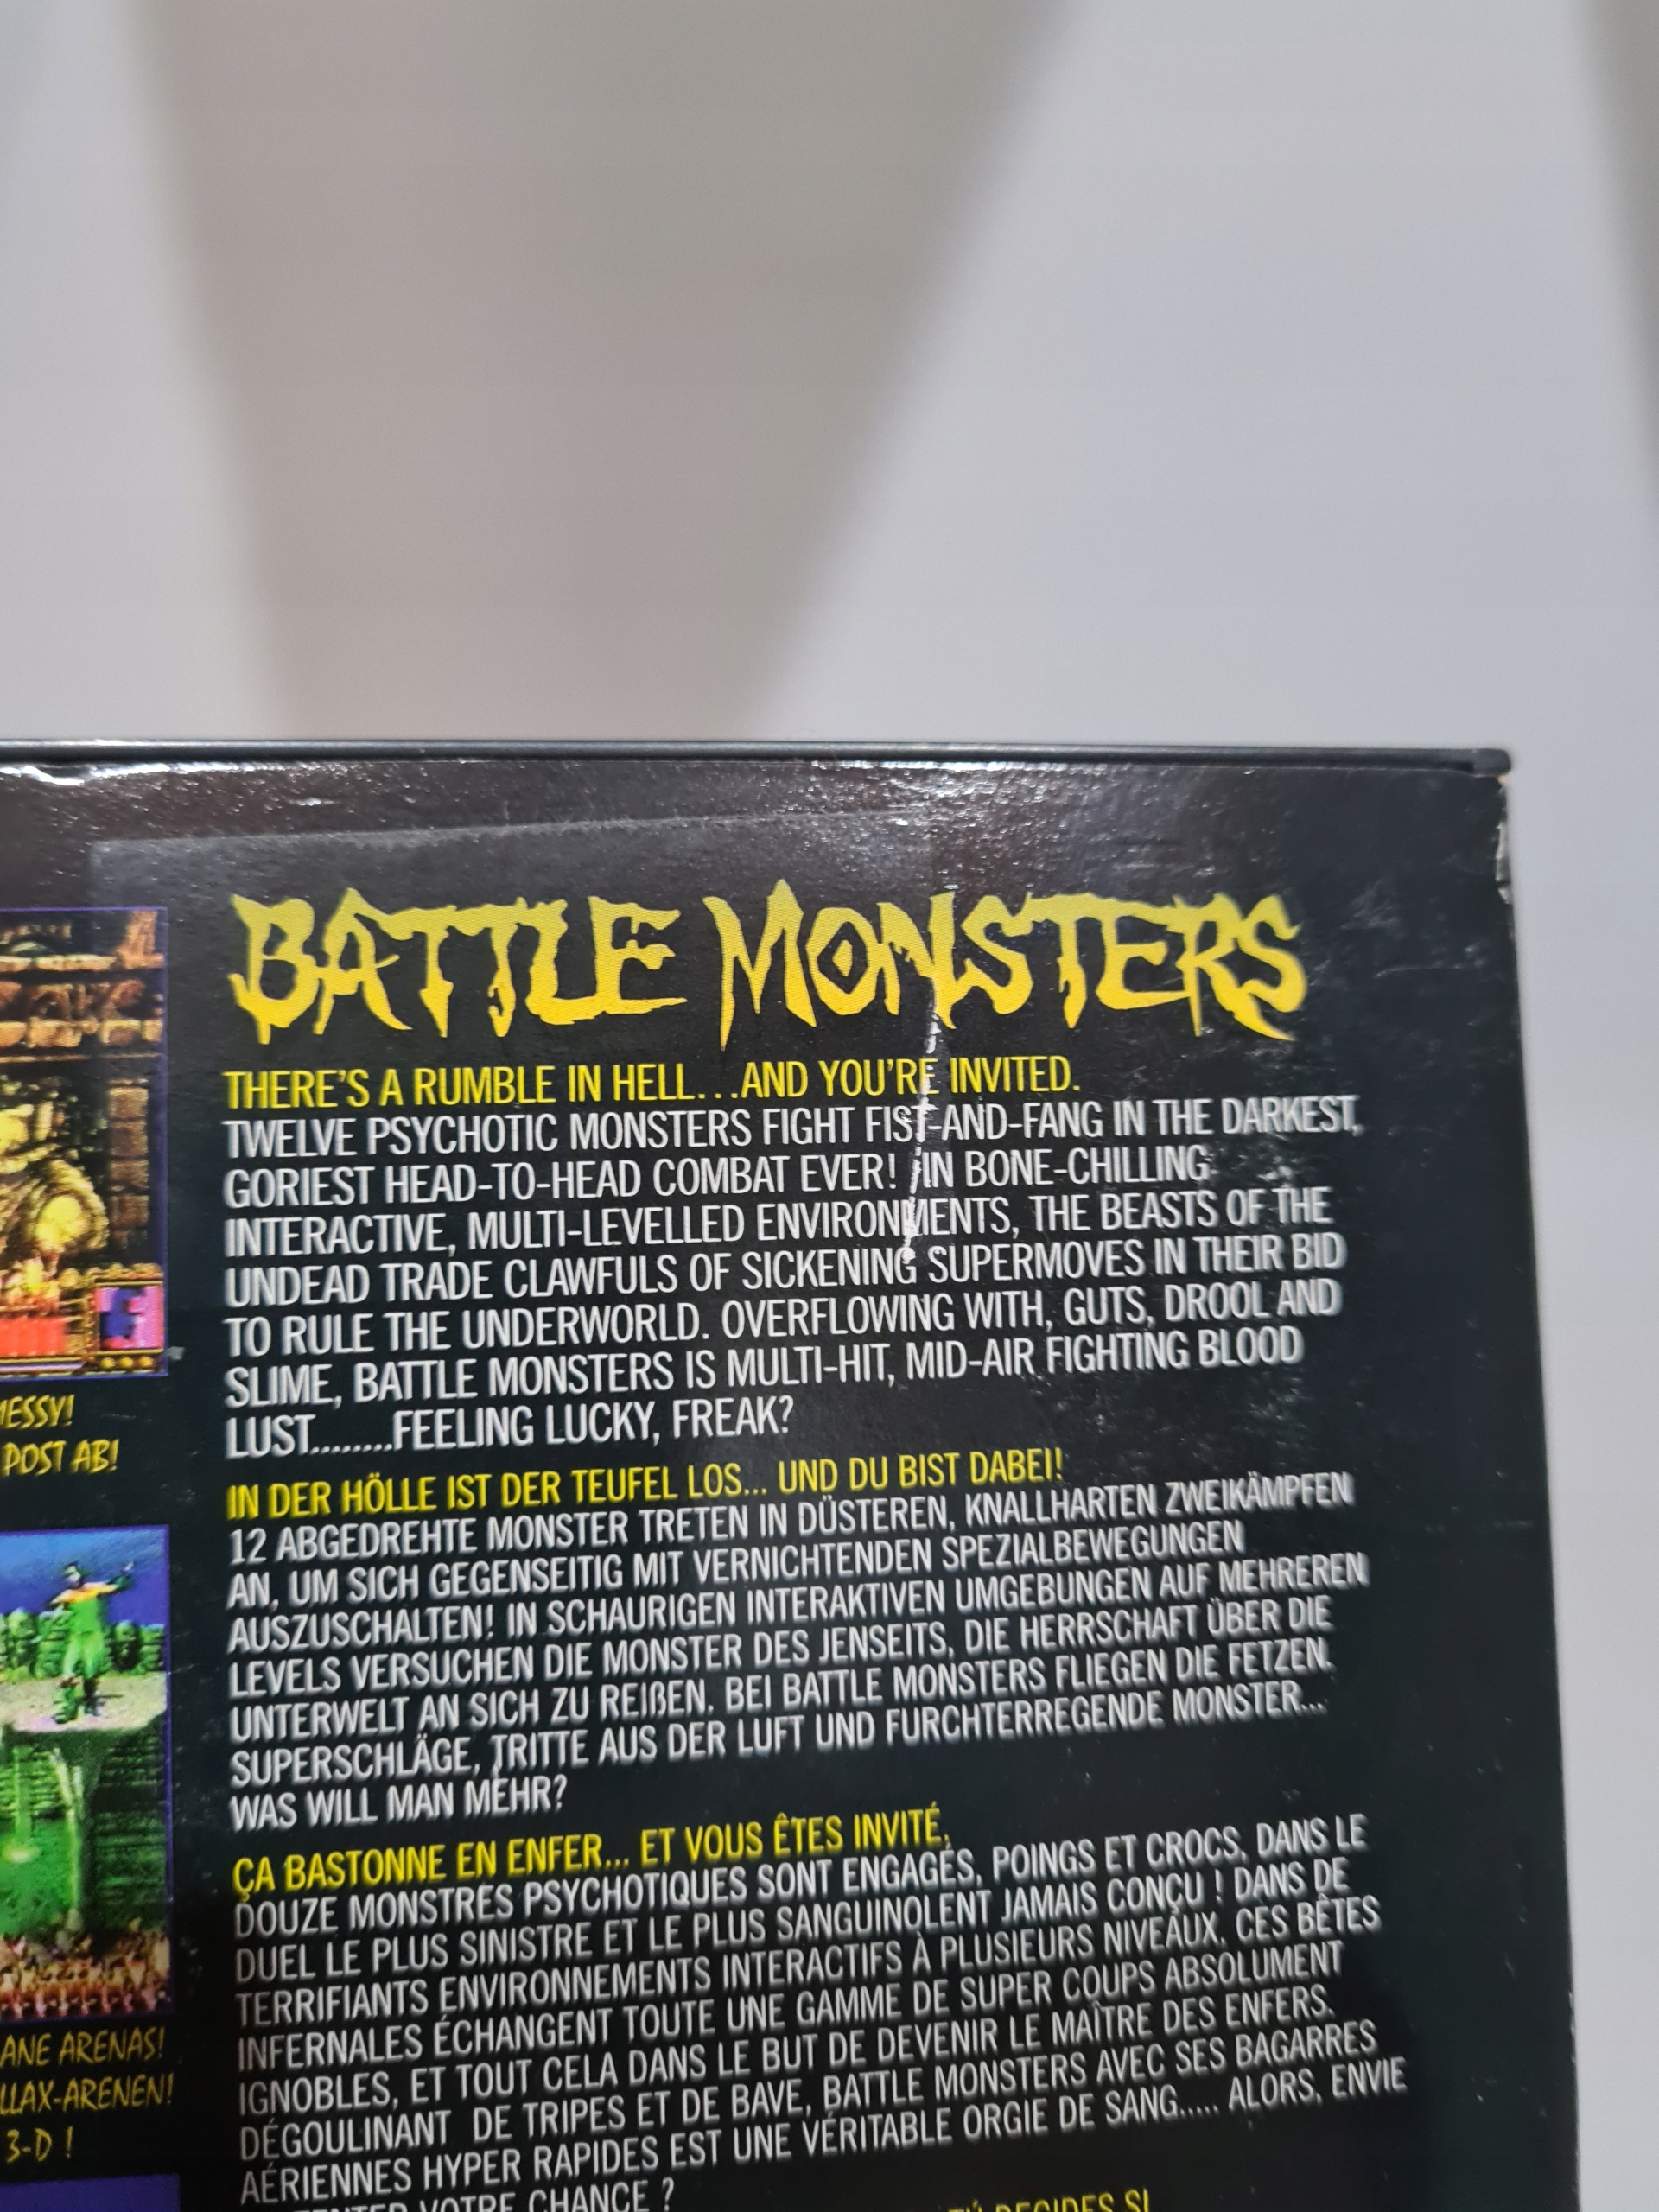 BATTLE MONSTERS
THERE'S A RUMBLE IN HELL...AND YOU'RE INVITED.
TWELVE PSYCHOTIC MONSTERS FIGHT FIST-AND-FANG IN THE DARKEST,
GORIEST HEAD-TO-HEAD COMBAT EVER! IN BONE-CHILLING
INTERACTIVE, MULTI-LEVELLED ENVIRONMENTS, THE BEASTS OF THE
UNDEAD TRADE CLAWFULS OF SICKENING SUPERMOVES IN THEIR BID
TO RULE THE UNDERWORLD. OVERFLOWING WITH, GUTS, DROOL AND
SLIME, BATTLE MONSTERS IS MULTI-HIT, MID-AIR FIGHTING BLOOD
LUST........FEELING LUCKY, FREAK?
IN DER HÖLLE IST DER TEUFEL LOS... UND DU BIST DABEI!
12 ABGEDREHTE MONSTER TRETEN IN DÜSTEREN, KNALLHARTEN ZWEIKÄMPFEN
AN, UM SICH GEGENSEITIG MIT VERNICHTENDEN SPEZIALBEWEGUNGEN
AUSZUSCHALTEN! IN SCHAURIGEN INTERAKTIVEN UMGEBUNGEN AUF MEHREREN
LEVELS VERSUCHEN DIE MONSTER DES JENSEITS, DIE HERRSCHAFT ÜBER DIE
UNTERWELT AN SICH ZU REIßEN. BEI BATTLE MONSTERS FLIEGEN DIE FETZEN.
SUPERSCHLÄGE, TRITTE AUS DER LUFT UND FURCHTERREGENDE MONSTER...
WAS WILL MAN MEHR?
ÇA BASTONNE EN ENFER... ET VOUS ÊTES INVITÉ.
DOUZE MONSTRES PSYCHOTIQUES SONT ENGAGÉS, POINGS ET CROCS, DANS LE
DUEL LE PLUS SINISTRE ET LE PLUS SANGUINOLENT JAMAIS CONÇU ! DANS DE
TERRIFIANTS ENVIRONNEMENTS INTERACTIFS À PLUSIEURS NIVEAUX, CES BÊTES
INFERNALES ÉCHANGENT TOUTE UNE GAMME DE SUPER COUPS ABSOLUMENT
IGNOBLES, ET TOUT CELA DANS LE BUT DE DEVENIR LE MAÎTRE DES ENFERS.
DÉGOULINANT DE TRIPES ET DE BAVE, BATTLE MONSTERS AVEC SES BAGARRES
AÉRIENNES HYPER RAPIDES EST UNE VÉRITABLE ORGIE DE SANG..... ALORS, ENVIE
VOTRE CHANCE ?
TÚ DECIDES SI
POST AB!
ANE ARENAS!
LLAX-ARENEN!
3-D !